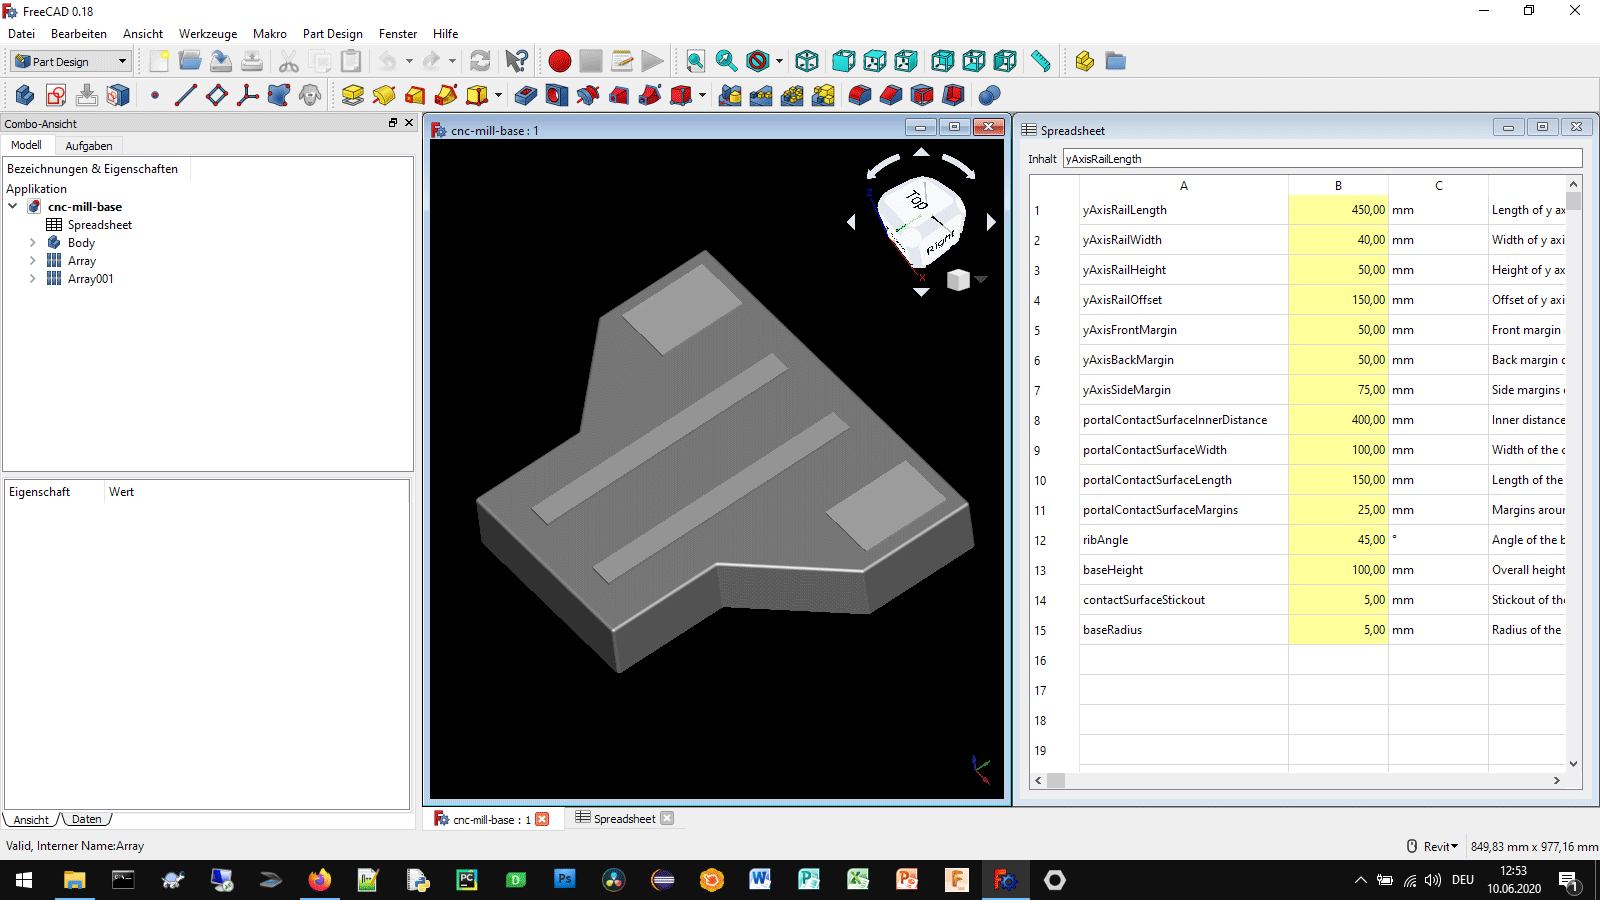 FreeCAD 0.18
Datei Bearbeiten Ansicht Werkzeuge Makro Part Design Fenster Hilfe
Part Design
Combo-Ansicht
Modell Aufgaben
Bezeichnungen & Eigenschaften
Applikation
cnc-mill-base
Spreadsheet
Body
Array
Array001
Eigenschaft Wert
Ansicht Daten
cnc-mill-base : 1
Top
Right
Z
X
cnc-mill-base : 1 Spreadsheet
Spreadsheet
Inhalt yAxisRailLength
A B C
1 yAxisRailLength 450,00 mm Length of y ax
2 yAxisRailWidth 40,00 mm Width of y axi
3 yAxisRailHeight 50,00 mm Height of y ax
4 yAxisRailOffset 150,00 mm Offset of y axi
5 yAxisFrontMargin 50,00 mm Front margin
6 yAxisBackMargin 50,00 mm Back margin o
7 yAxisSideMargin 75,00 mm Side margins
8 portalContactSurfaceInnerDistance 400,00 mm Inner distance
9 portalContactSurfaceWidth 100,00 mm Width of the c
10 portalContactSurfaceLength 150,00 mm Length of the
11 portalContactSurfaceMargins 25,00 mm Margins arour
12 ribAngle 45,00 ° Angle of the b
13 baseHeight 100,00 mm Overall height
14 contactSurfaceStickout 5,00 mm Stickout of the
15 baseRadius 5,00 mm Radius of the
16
17
18
19
Valid, Interner Name:Array
Revit 849,83 mm x 977,16 mm
DEU
12:53
10.06.2020
1